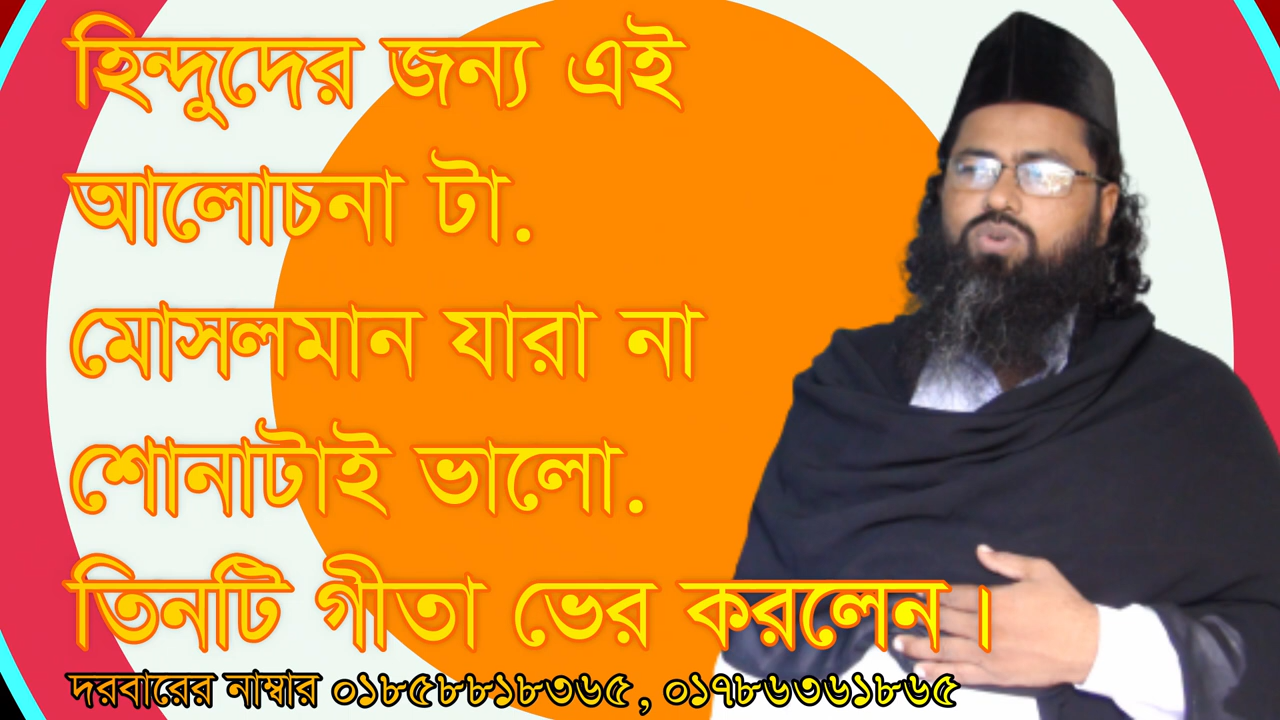 হিন্দুদের জন্য এই
আলোচনা টা.
মোসলমান যারা না
শোনাটাই ভালো.
তিনটি গীতা ভের করলেন।
দরবারের নাম্বার ০১৮৫৮৮১৮৩৬৫, ০১৭৮৬৩৬১৮৬৫